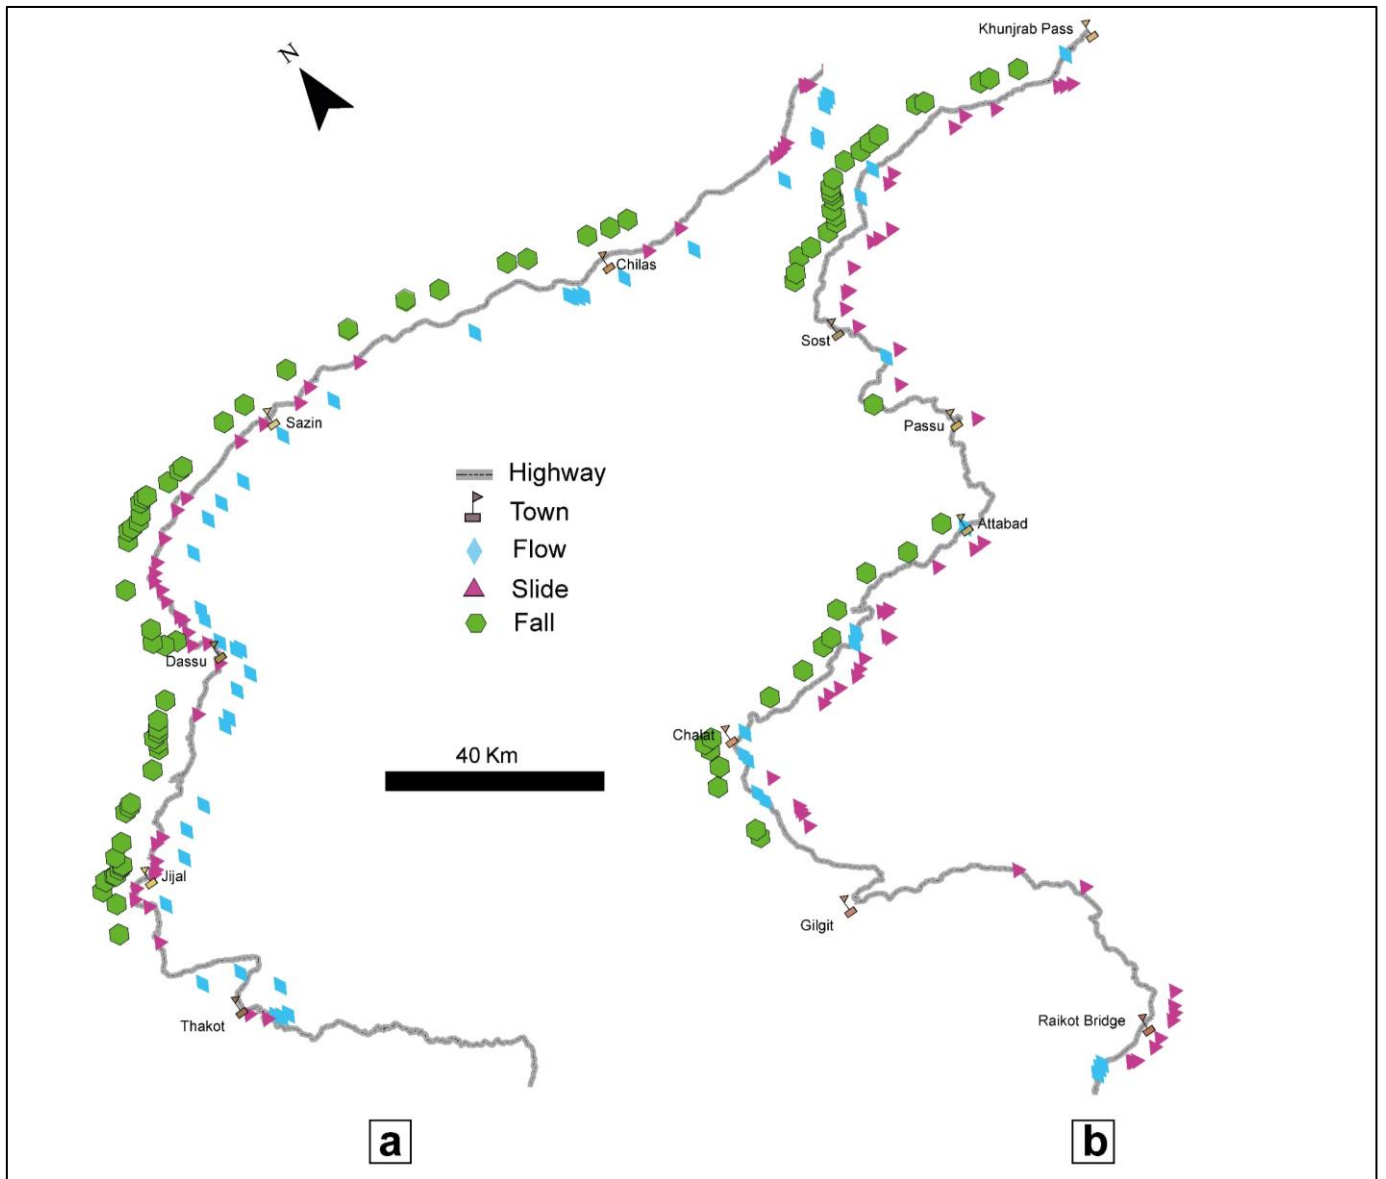 Khunjrab Pass
N
Chilas
Sost
Sazin
Passu
Highway
Town
Attabad
Flow
Slide
Fall
Dassu
Chalat
40 Km
Jijal
Gilgit
Raikot Bridge
Thakot
a
b